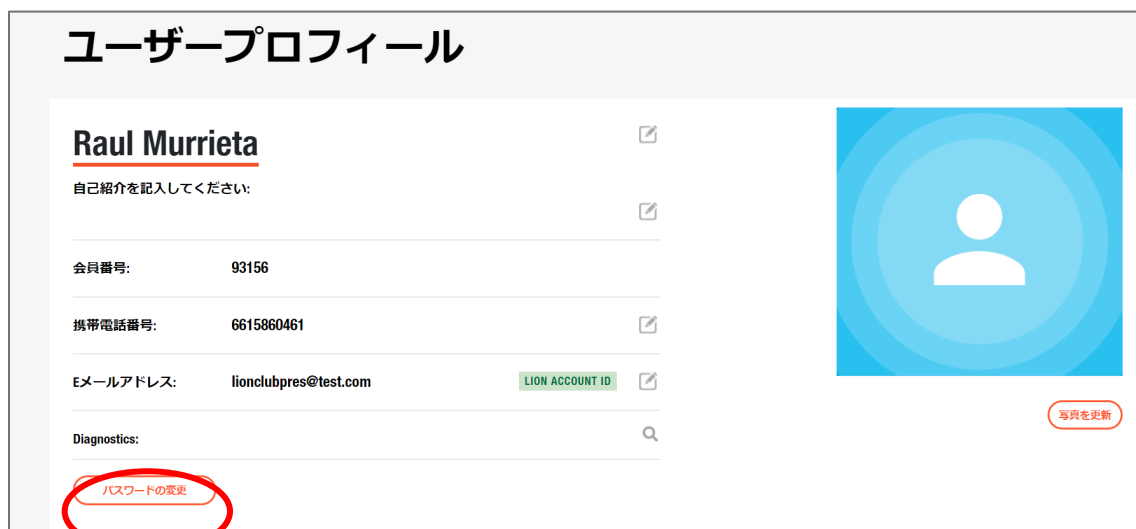 ユーザープロフィール
Raul Murrieta
自己紹介を記入してください:
会員番号: 93156
携帯電話番号: 6615860461
Eメールアドレス: lionclubpres@test.com LION ACCOUNT ID
写真を更新
Diagnostics:
パスワードの変更